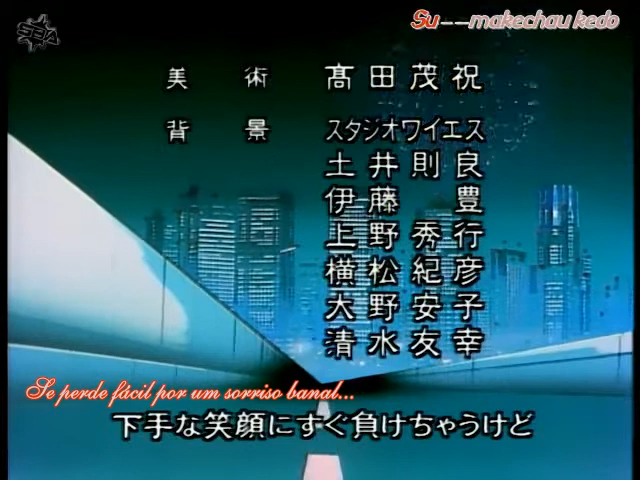 Su--makechau kedo
SBA
美術 髙田茂祝
背景 スタジオワイエス
土井則良
伊藤 豊
上野秀行
横松紀彦
大野安子
清水友幸
Se perde fácil por um sorriso banal...
下手な笑顔にすぐ負けちゃうけど